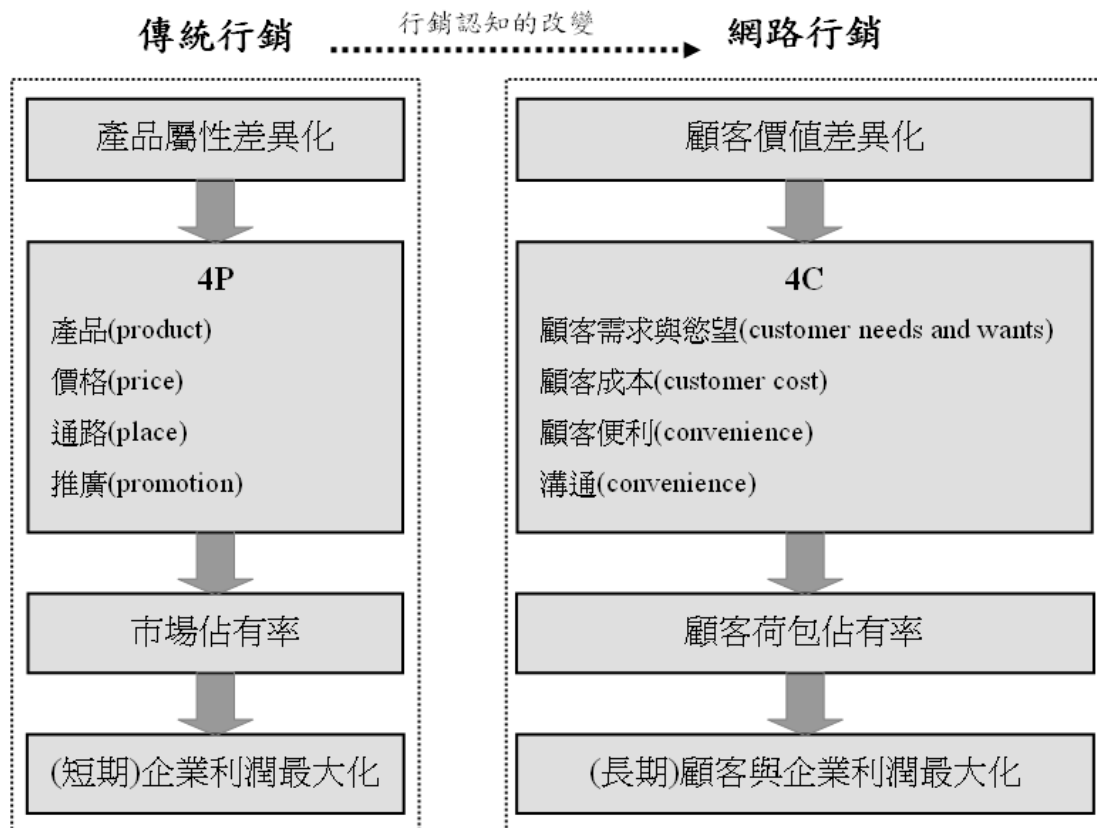 傳統行銷
行銷認知的改變
網路行銷
產品屬性差異化
4P
產品(product)
價格(price)
通路(place)
推廣(promotion)
市場佔有率
(短期)企業利潤最大化
顧客價值差異化
4C
顧客需求與慾望(customer needs and wants)
顧客成本(customer cost)
顧客便利(convenience)
溝通(convenience)
顧客荷包佔有率
(長期)顧客與企業利潤最大化